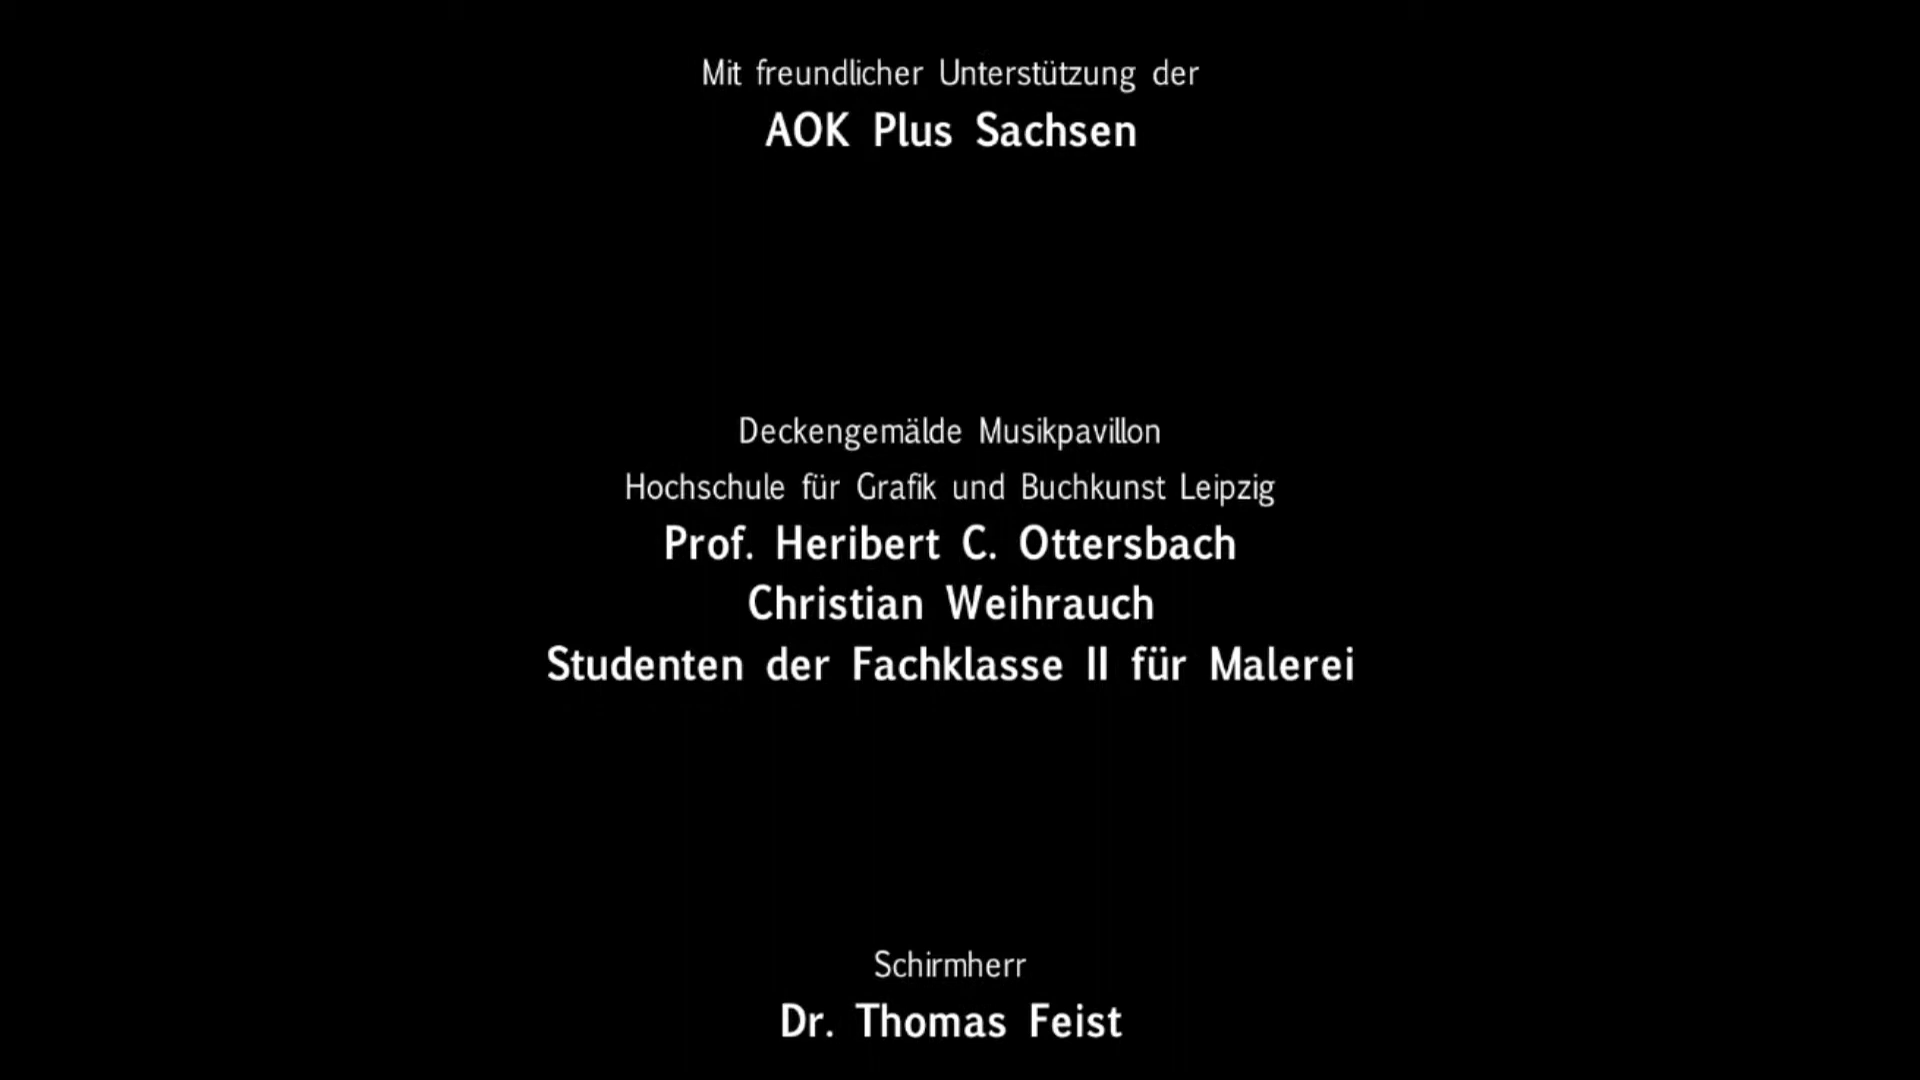 Mit freundlicher Unterstützung der
AOK Plus Sachsen
Deckengemälde Musikpavillon
Hochschule für Grafik und Buchkunst Leipzig
Prof. Heribert C. Ottersbach
Christian Weihrauch
Studenten der Fachklasse II für Malerei
Schirmherr
Dr. Thomas Feist